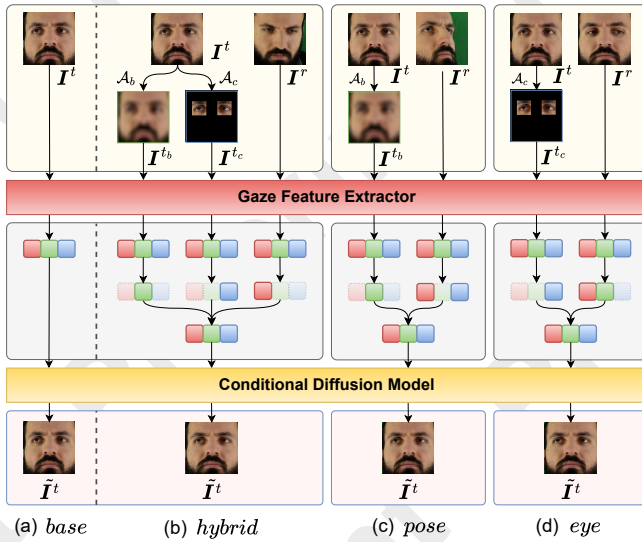 I^t I^t I^r I^t I^r I^t I^r
A_b A_c A_b A_c
I^{t_b} I^{t_c} I^{t_b} I^{t_c}
Gaze Feature Extractor
Conditional Diffusion Model
Ĩ^t Ĩ^t Ĩ^t Ĩ^t
(a) base (b) hybrid (c) pose (d) eye